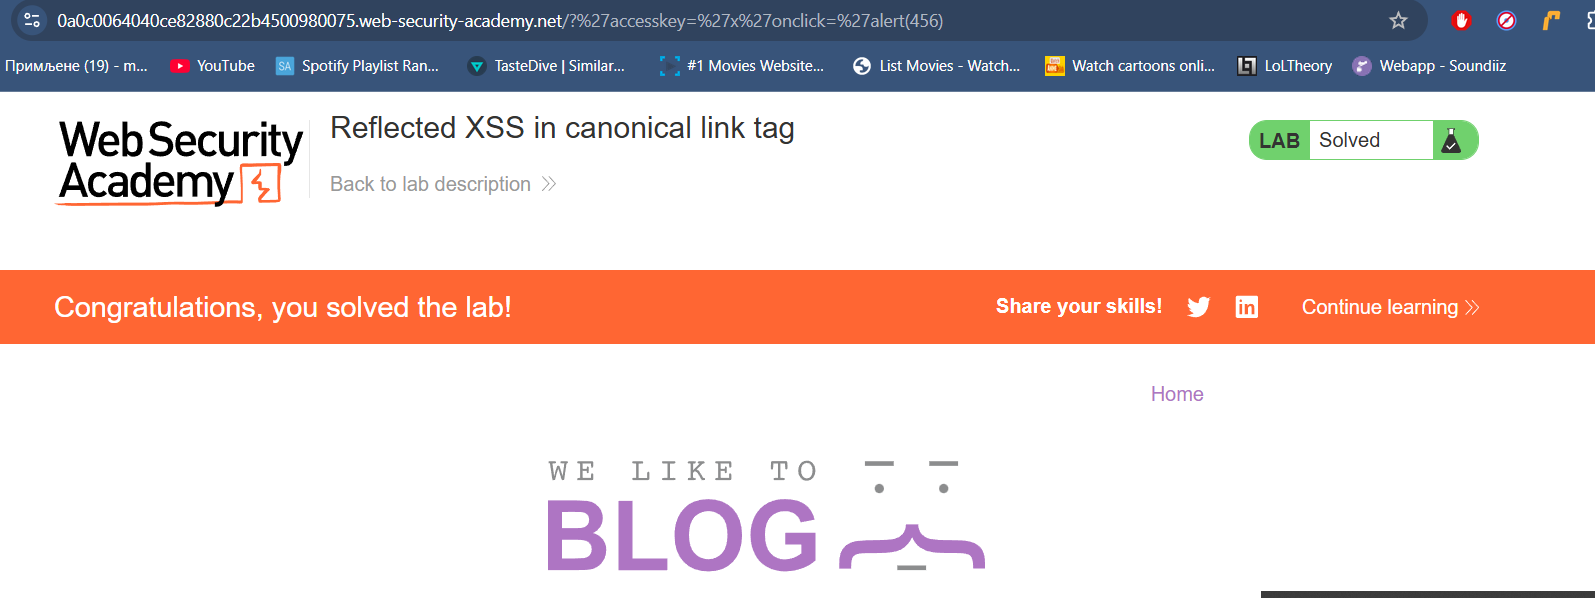 0a0c0064040ce82880c22b4500980075.web-security-academy.net/?%27accesskey=%27x%27onclick=%27alert(456)
Примљене (19) - m... YouTube SA Spotify Playlist Ran... TasteDive | Similar... #1 Movies Website... List Movies - Watch... Watch cartoons onli... LoLTheory Webapp - Soundiiz
Web Security
Academy
Reflected XSS in canonical link tag
Back to lab description
LAB Solved
Congratulations, you solved the lab! Share your skills! in Continue learning
Home
WE LIKE TO
BLOG